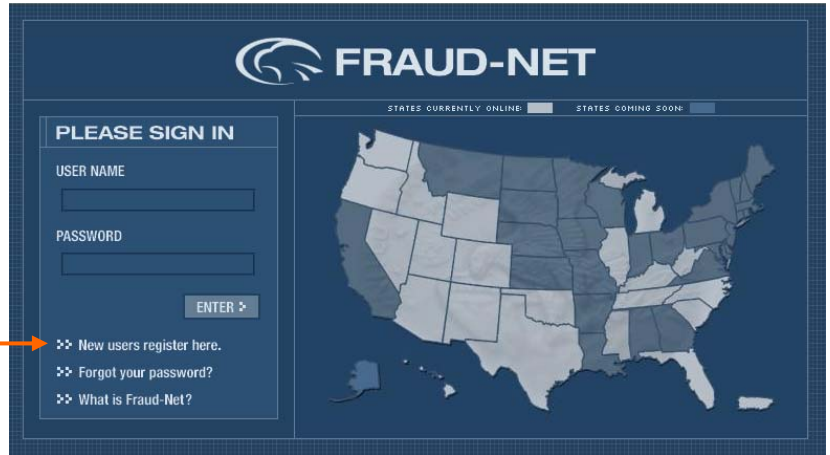 FRAUD-NET
STATES CURRENTLY ONLINE:
STATES COMING SOON:
PLEASE SIGN IN
USER NAME
PASSWORD
ENTER
New users register here.
Forgot your password?
What is Fraud-Net?